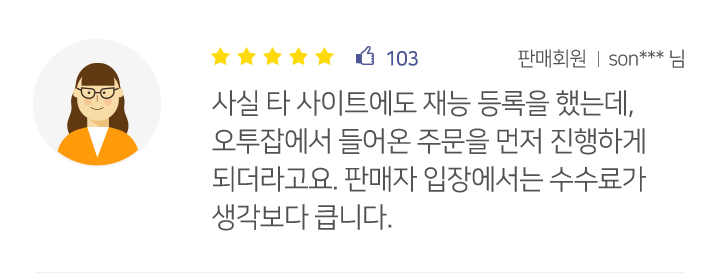 103 판매회원 | son*** 님
사실 타 사이트에도 재능 등록을 했는데,
오투잡에서 들어온 주문을 먼저 진행하게
되더라고요. 판매자 입장에서는 수수료가
생각보다 큽니다.